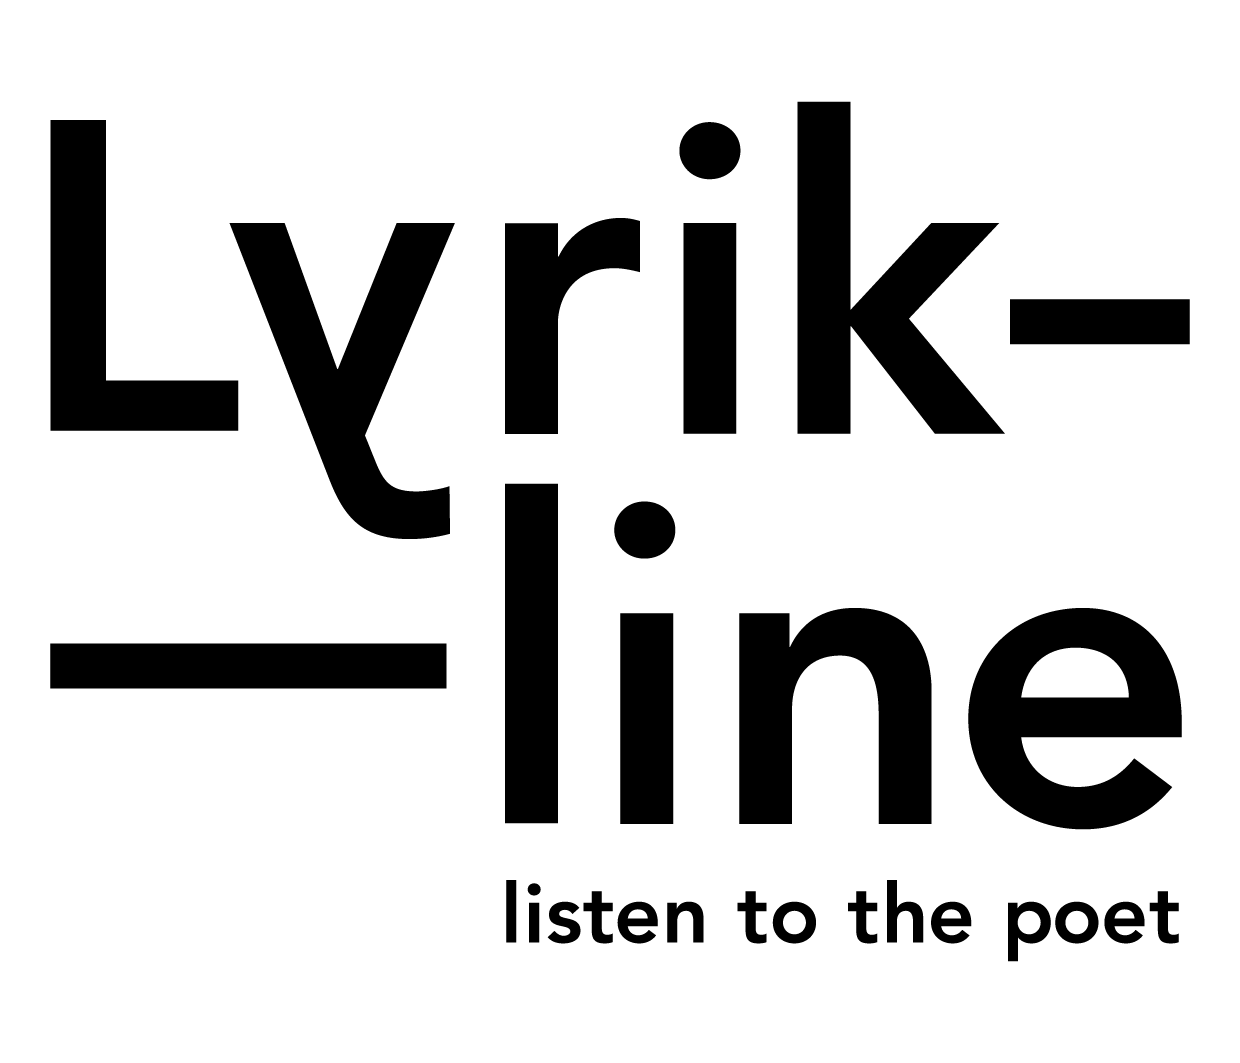 Lyrik-
—line
listen to the poet